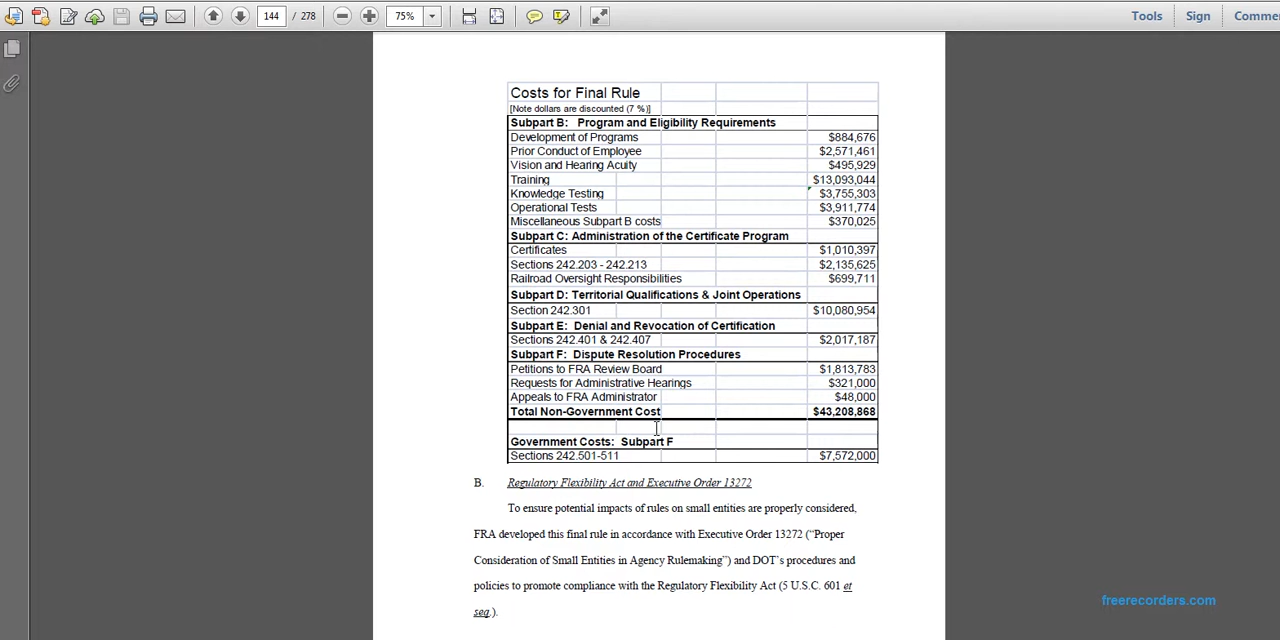 144 / 278 75% Tools Sign Comme
Costs for Final Rule
[Note dollars are discounted (7 %)]
Subpart B: Program and Eligibility Requirements
Development of Programs $884,676
Prior Conduct of Employee $2,571,461
Vision and Hearing Acuity $495,929
Training $13,093,044
Knowledge Testing $3,755,303
Operational Tests $3,911,774
Miscellaneous Subpart B costs $370,025
Subpart C: Administration of the Certificate Program
Certificates $1,010,397
Sections 242.203 - 242.213 $2,135,625
Railroad Oversight Responsibilities $699,711
Subpart D: Territorial Qualifications & Joint Operations
Section 242.301 $10,080,954
Subpart E: Denial and Revocation of Certification
Sections 242.401 & 242.407 $2,017,187
Subpart F: Dispute Resolution Procedures
Petitions to FRA Review Board $1,813,783
Requests for Administrative Hearings $321,000
Appeals to FRA Administrator $48,000
Total Non-Government Cost $43,208,868
Government Costs: Subpart F
Sections 242.501-511 $7,572,000
B. Regulatory Flexibility Act and Executive Order 13272
To ensure potential impacts of rules on small entities are properly considered,
FRA developed this final rule in accordance with Executive Order 13272 (“Proper
Consideration of Small Entities in Agency Rulemaking”) and DOT’s procedures and
policies to promote compliance with the Regulatory Flexibility Act (5 U.S.C. 601 et
seq.).
freerecorders.com